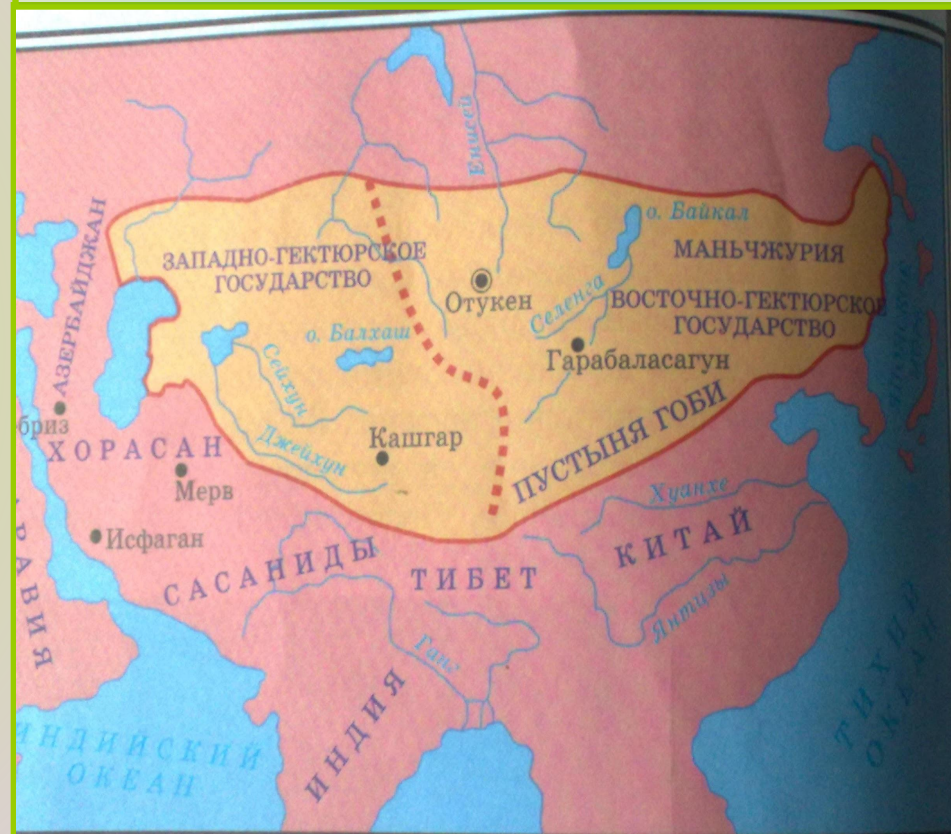 Енисей
о. Байкал
АЗЕРБАЙДЖАН
ЗАПАДНО-ГЕКТЮРСКОЕ
ГОСУДАРСТВО
МАНЬЧЖУРИЯ
Отукен
Селенга
ВОСТОЧНО-ГЕКТЮРСКОЕ
ГОСУДАРСТВО
о. Балхаш
Гарабаласагун
Сейхун
Джейхун
Кашгар
ПУСТЫНЯ ГОБИ
бриз
ХОРАСАН
Мерв
Хуанхе
Исфаган
КИТАЙ
САСАНИДЫ
ТИБЕТ
Янтизы
РАВИЯ
Ганг
ИНДИЯ
ИНДИЙСКИЙ
ОКЕАН
ТИХИЙ
ОКЕАН